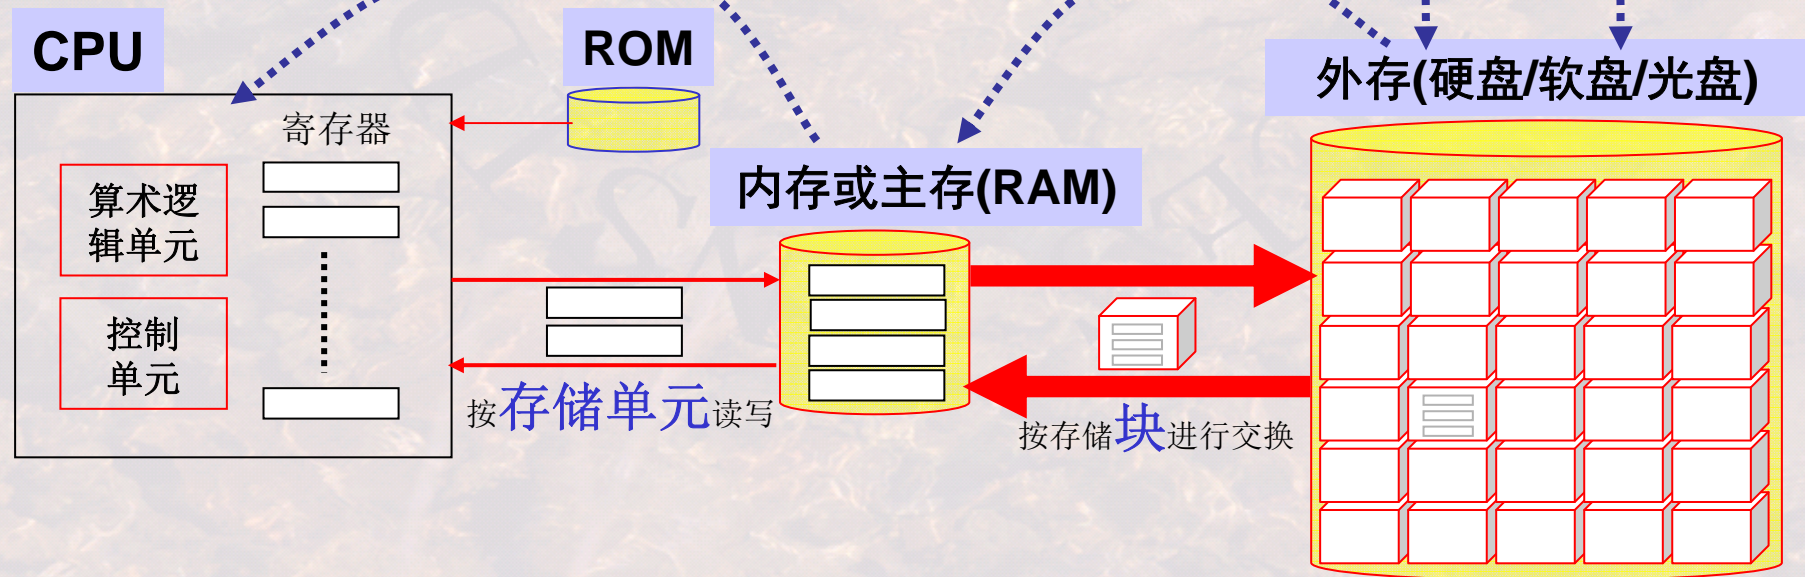 CPU
ROM
外存(硬盘/软盘/光盘)
寄存器
内存或主存(RAM)
算术逻
辑单元
控制
单元
按存储单元读写
按存储块进行交换